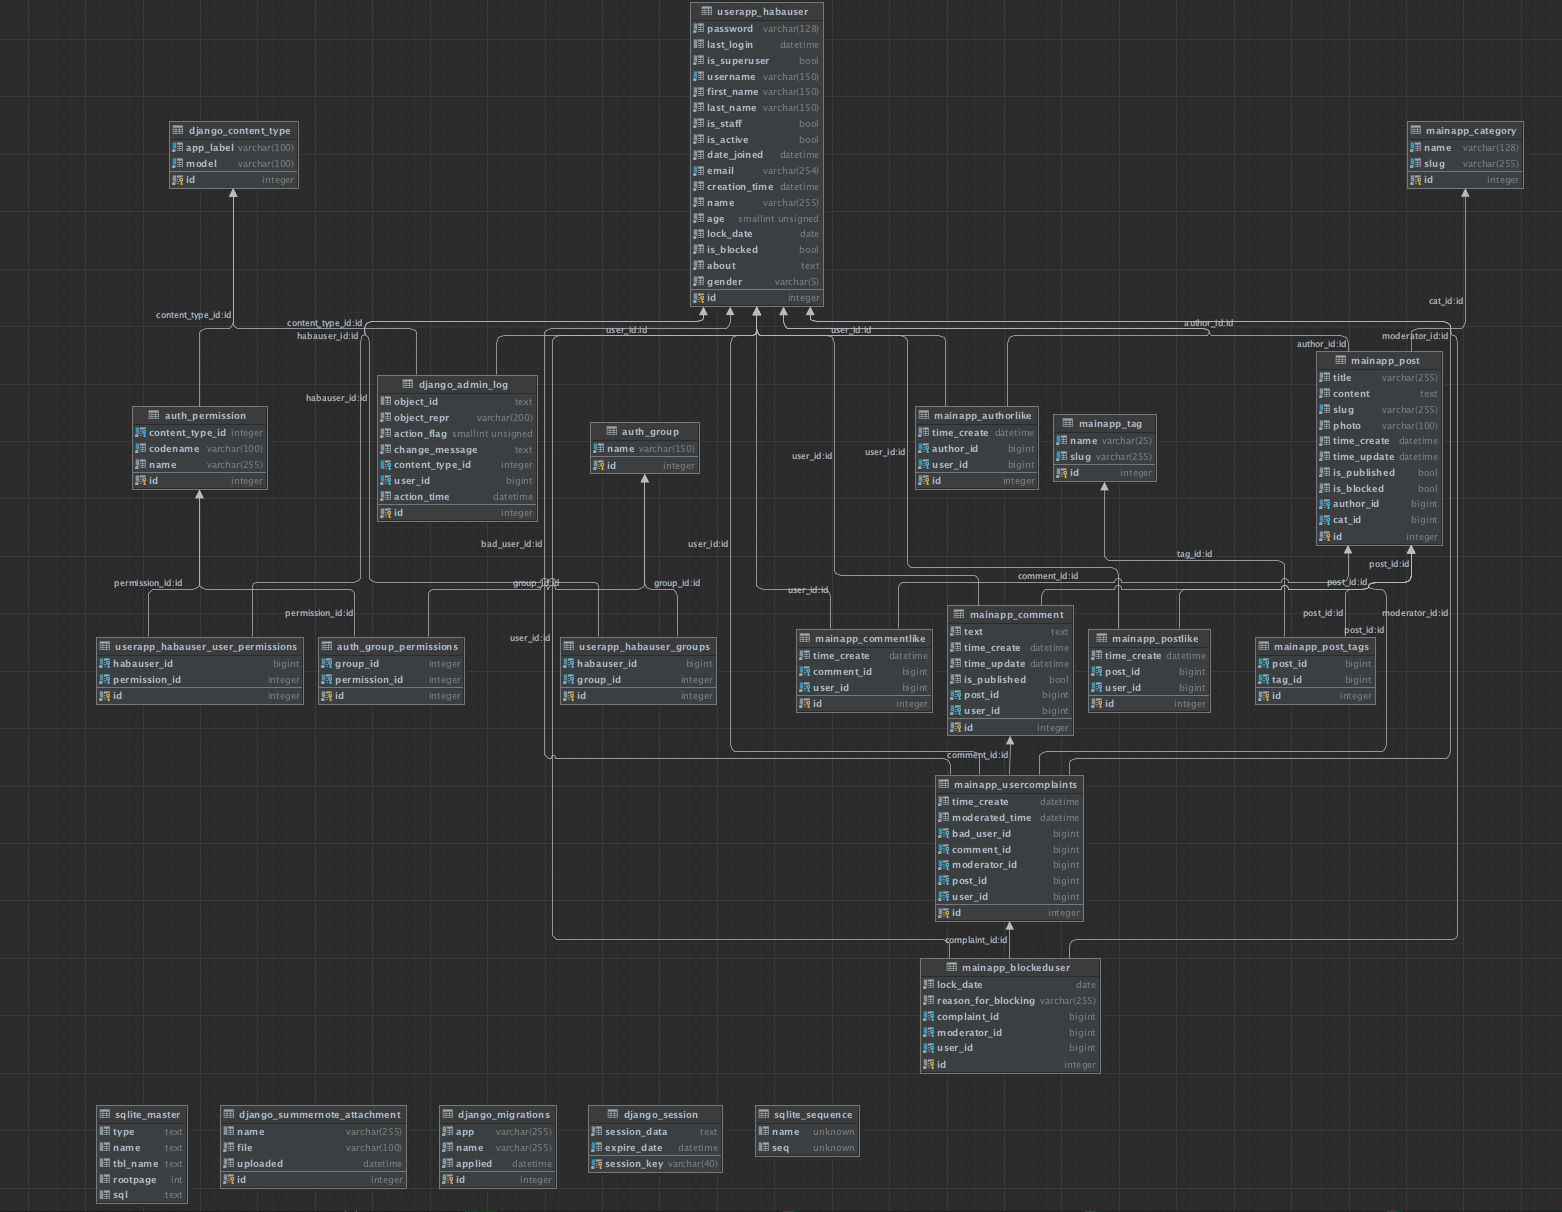 userapp_habauser
password varchar(128)
last_login datetime
is_superuser bool
username varchar(150)
first_name varchar(150)
last_name varchar(150)
is_staff bool
is_active bool
date_joined datetime
email varchar(254)
creation_time datetime
name varchar(255)
age smallint unsigned
lock_date date
is_blocked bool
about text
gender varchar(5)
id integer
django_content_type
app_label varchar(100)
model varchar(100)
id integer
mainapp_category
name varchar(128)
slug varchar(255)
id integer
cat_id:id
content_type_id:id
content_type_id:id
habauser_id:id
user_id:id
user_id:id
author_id:id
moderator_id:id
author_id:id
habauser_id:id
mainapp_post
title varchar(255)
content text
slug varchar(255)
photo varchar(100)
time_create datetime
time_update datetime
is_published bool
is_blocked bool
author_id bigint
cat_id bigint
id integer
django_admin_log
object_id text
object_repr varchar(200)
action_flag smallint unsigned
change_message text
content_type_id integer
user_id bigint
action_time datetime
id integer
auth_permission
content_type_id integer
codename varchar(100)
name varchar(255)
id integer
auth_group
name varchar(150)
id integer
mainapp_authorlike
time_create datetime
author_id bigint
user_id bigint
id integer
mainapp_tag
name varchar(25)
slug varchar(255)
id integer
user_id:id
user_id:id
bad_user_id:id
user_id:id
tag_id:id
post_id:id
permission_id:id
group_id:id
group_id:id
user_id:id
comment_id:id
post_id:id
permission_id:id
post_id:id
moderator_id:id
post_id:id
user_id:id
userapp_habauser_user_permissions
habauser_id bigint
permission_id integer
id integer
auth_group_permissions
group_id integer
permission_id integer
id integer
userapp_habauser_groups
habauser_id bigint
group_id integer
id integer
mainapp_commentlike
time_create datetime
comment_id bigint
user_id bigint
id integer
mainapp_comment
text text
time_create datetime
time_update datetime
is_published bool
post_id bigint
user_id bigint
id integer
mainapp_postlike
time_create datetime
post_id bigint
user_id bigint
id integer
mainapp_post_tags
post_id bigint
tag_id bigint
id integer
comment_id:id
mainapp_usercomplaints
time_create datetime
moderated_time datetime
bad_user_id bigint
comment_id bigint
moderator_id bigint
post_id bigint
user_id bigint
id integer
complaint_id:id
mainapp_blockeduser
lock_date date
reason_for_blocking varchar(255)
complaint_id bigint
moderator_id bigint
user_id bigint
id integer
sqlite_master
type text
name text
tbl_name text
rootpage int
sql text
django_summernote_attachment
name varchar(255)
file varchar(100)
uploaded datetime
id integer
django_migrations
app varchar(255)
name varchar(255)
applied datetime
id integer
django_session
session_data text
expire_date datetime
session_key varchar(40)
sqlite_sequence
name unknown
seq unknown